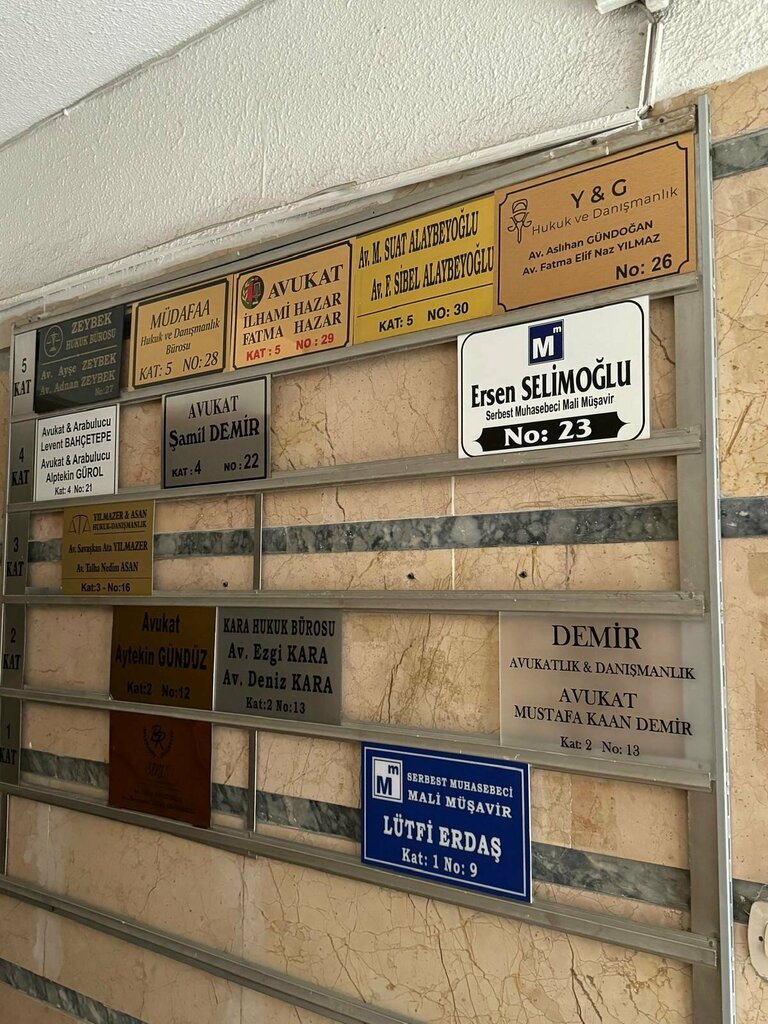 5
KAT
ZEYBEK
HUKUK BÜROSU
Av. Ayşe ZEYBEK
Av. Adnan ZEYBEK
No:27
MÜDAFAA
Hukuk ve Danışmanlık
Bürosu
KAT: 5 NO: 28
AVUKAT
İLHAMİ HAZAR
FATMA HAZAR
KAT : 5 NO : 29
Av. M. SUAT ALAYBEYOĞLU
Av. F. SİBEL ALAYBEYOĞLU
KAT: 5 NO: 30
Y & G
Hukuk ve Danışmanlık
Av. Aslıhan GÜNDOĞAN
Av. Fatma Elif Naz YILMAZ
No: 26
4
KAT
Avukat & Arabulucu
Levent BAHÇETEPE
Avukat & Arabulucu
Alptekin GÜROL
Kat: 4 No: 21
AVUKAT
Şamil DEMİR
KAT : 4 NO : 22
M m
Ersen SELİMOĞLU
Serbest Muhasebeci Mali Müşavir
No: 23
3
KAT
YILMAZER & ASAN
HUKUK-DANIŞMANLIK
Av. Savaşkan Ata YILMAZER
Av. Talha Nedim ASAN
Kat:3 - No:16
2
KAT
Avukat
Aytekin GÜNDÜZ
Kat:2 No:12
KARA HUKUK BÜROSU
Av. Ezgi KARA
Av. Deniz KARA
Kat:2 No:13
DEMİR
AVUKATLIK & DANIŞMANLIK
AVUKAT
MUSTAFA KAAN DEMİR
Kat: 2 No: 13
1
KAT
M m
SERBEST MUHASEBECİ
MALİ MÜŞAVİR
LÜTFİ ERDAŞ
Kat: 1 No: 9